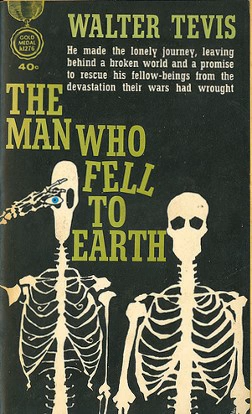 WALTER TEVIS
GOLD
MEDAL
k1276
40c
He made the lonely journey, leaving
behind a broken world and a promise
to rescue his fellow-beings from the
devastation their wars had wrought
THE
MAN WHO
FELL
TO
EARTH